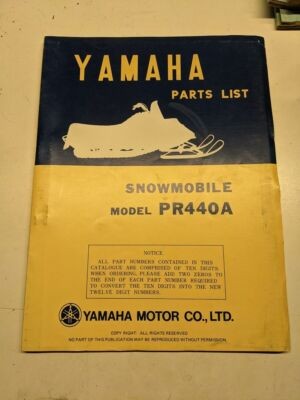 YAMAHA
PARTS LIST
SNOWMOBILE
MODEL PR440A
NOTICE
ALL PART NUMBERS CONTAINED IN THIS
CATALOGUE ARE COMPRISED OF TEN DIGITS.
WHEN ORDERING, PLEASE ADD TWO ZEROS TO
THE END OF EACH PART NUMBER REQUIRED
TO CONVERT THE TEN DIGITS INTO THE NEW
TWELVE DIGIT NUMBERS.
YAMAHA MOTOR CO., LTD.
COPY RIGHT: ALL RIGHTS RESERVED
NO PART OF THIS PUBLICATION MAY BE REPRODUCED WITHOUT PERMISSION.